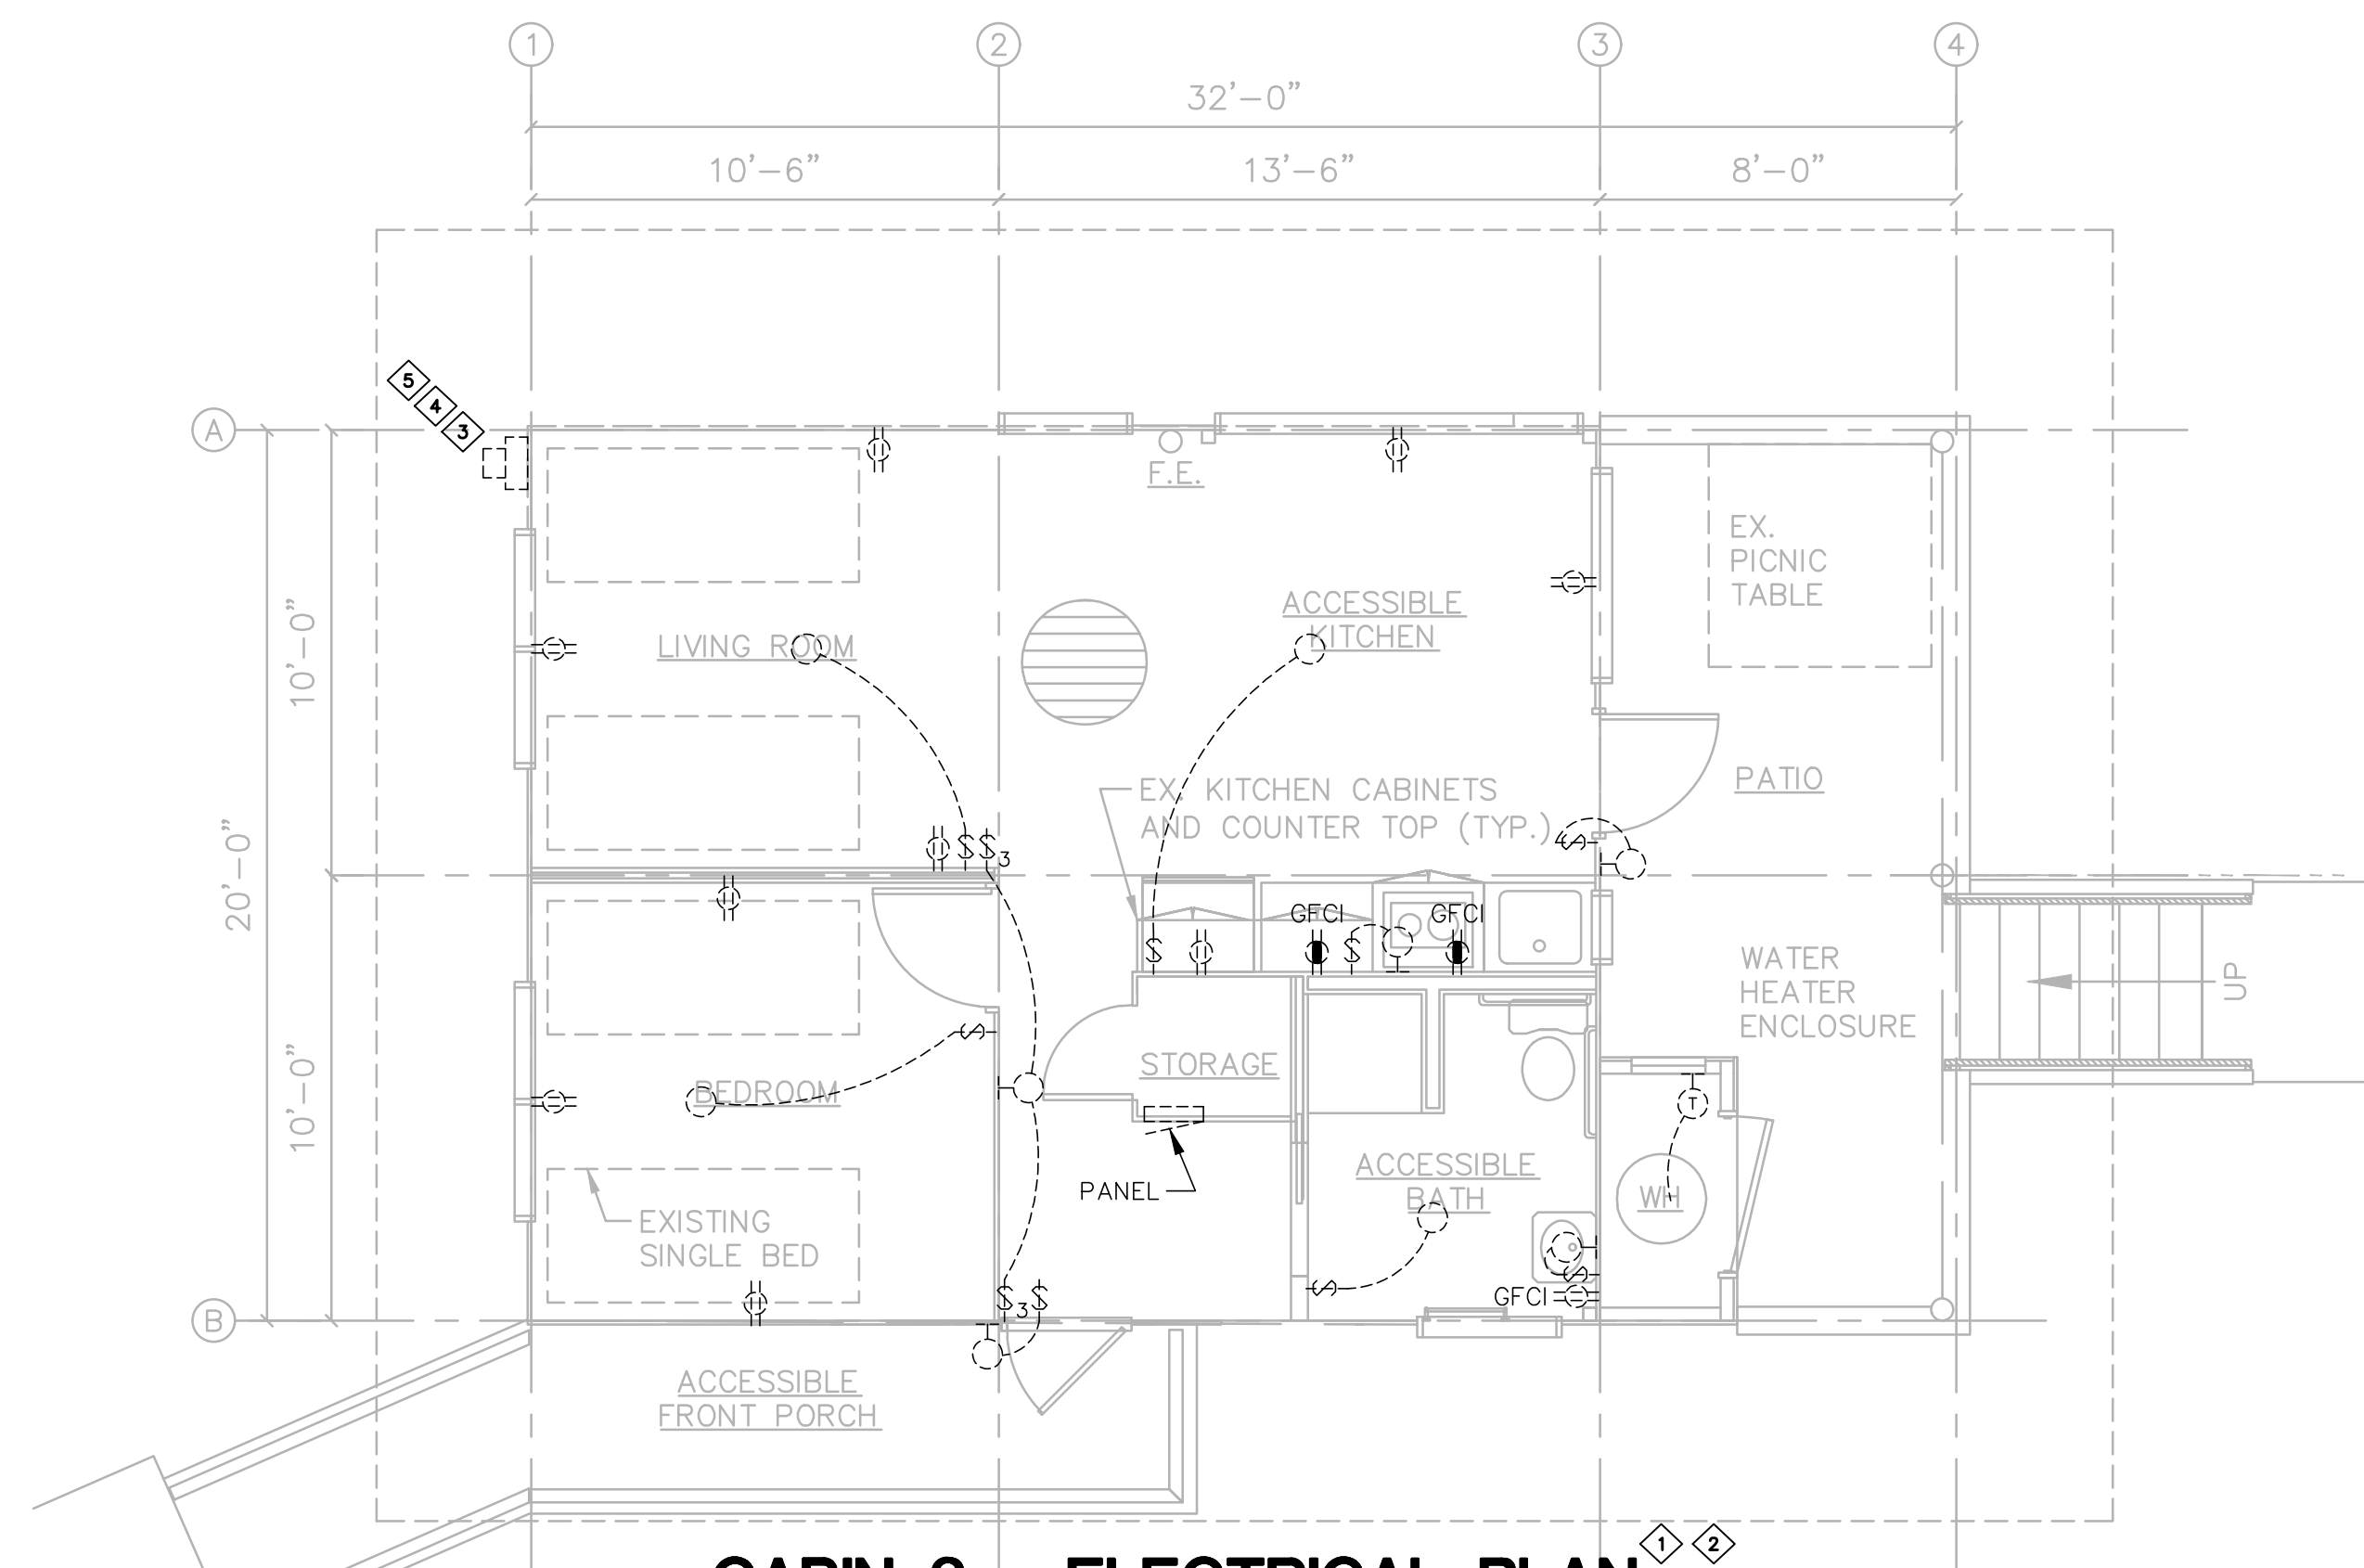 1 2 3 4
32'-0"
10'-6" 13'-6" 8'-0"
5
4
3
A
F.E.
EX.
PICNIC
TABLE
ACCESSIBLE
KITCHEN
LIVING ROOM
10'-0"
20'-0"
EX. KITCHEN CABINETS
AND COUNTER TOP (TYP.)
PATIO
$ $3
$
GFCI GFCI
$ $
WATER
HEATER
ENCLOSURE
UP
$
STORAGE
BEDROOM
10'-0"
T
PANEL
ACCESSIBLE
BATH
WH
EXISTING
SINGLE BED
$
$
GFCI
$3 $
B
ACCESSIBLE
FRONT PORCH
1 2